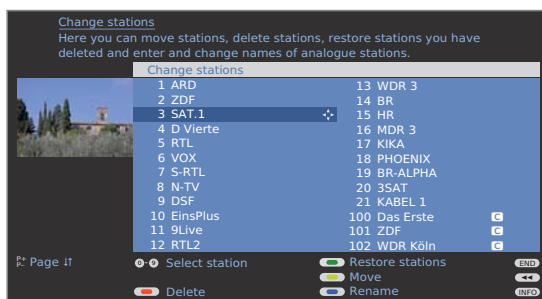 Change stations
Here you can move stations, delete stations, restore stations you have
deleted and enter and change names of analogue stations.
Change stations
1 ARD
2 ZDF
3 SAT.1
4 D Vierte
5 RTL
6 VOX
7 S-RTL
8 N-TV
9 DSF
10 EinsPlus
11 9Live
12 RTL2
13 WDR 3
14 BR
15 HR
16 MDR 3
17 KIKA
18 PHOENIX
19 BR-ALPHA
20 3SAT
21 KABEL 1
100 Das Erste C
101 ZDF C
102 WDR Köln C
P+ P- Page ↓↑
0-9 Select station
Delete
Restore stations END
Move ◀◀
Rename INFO